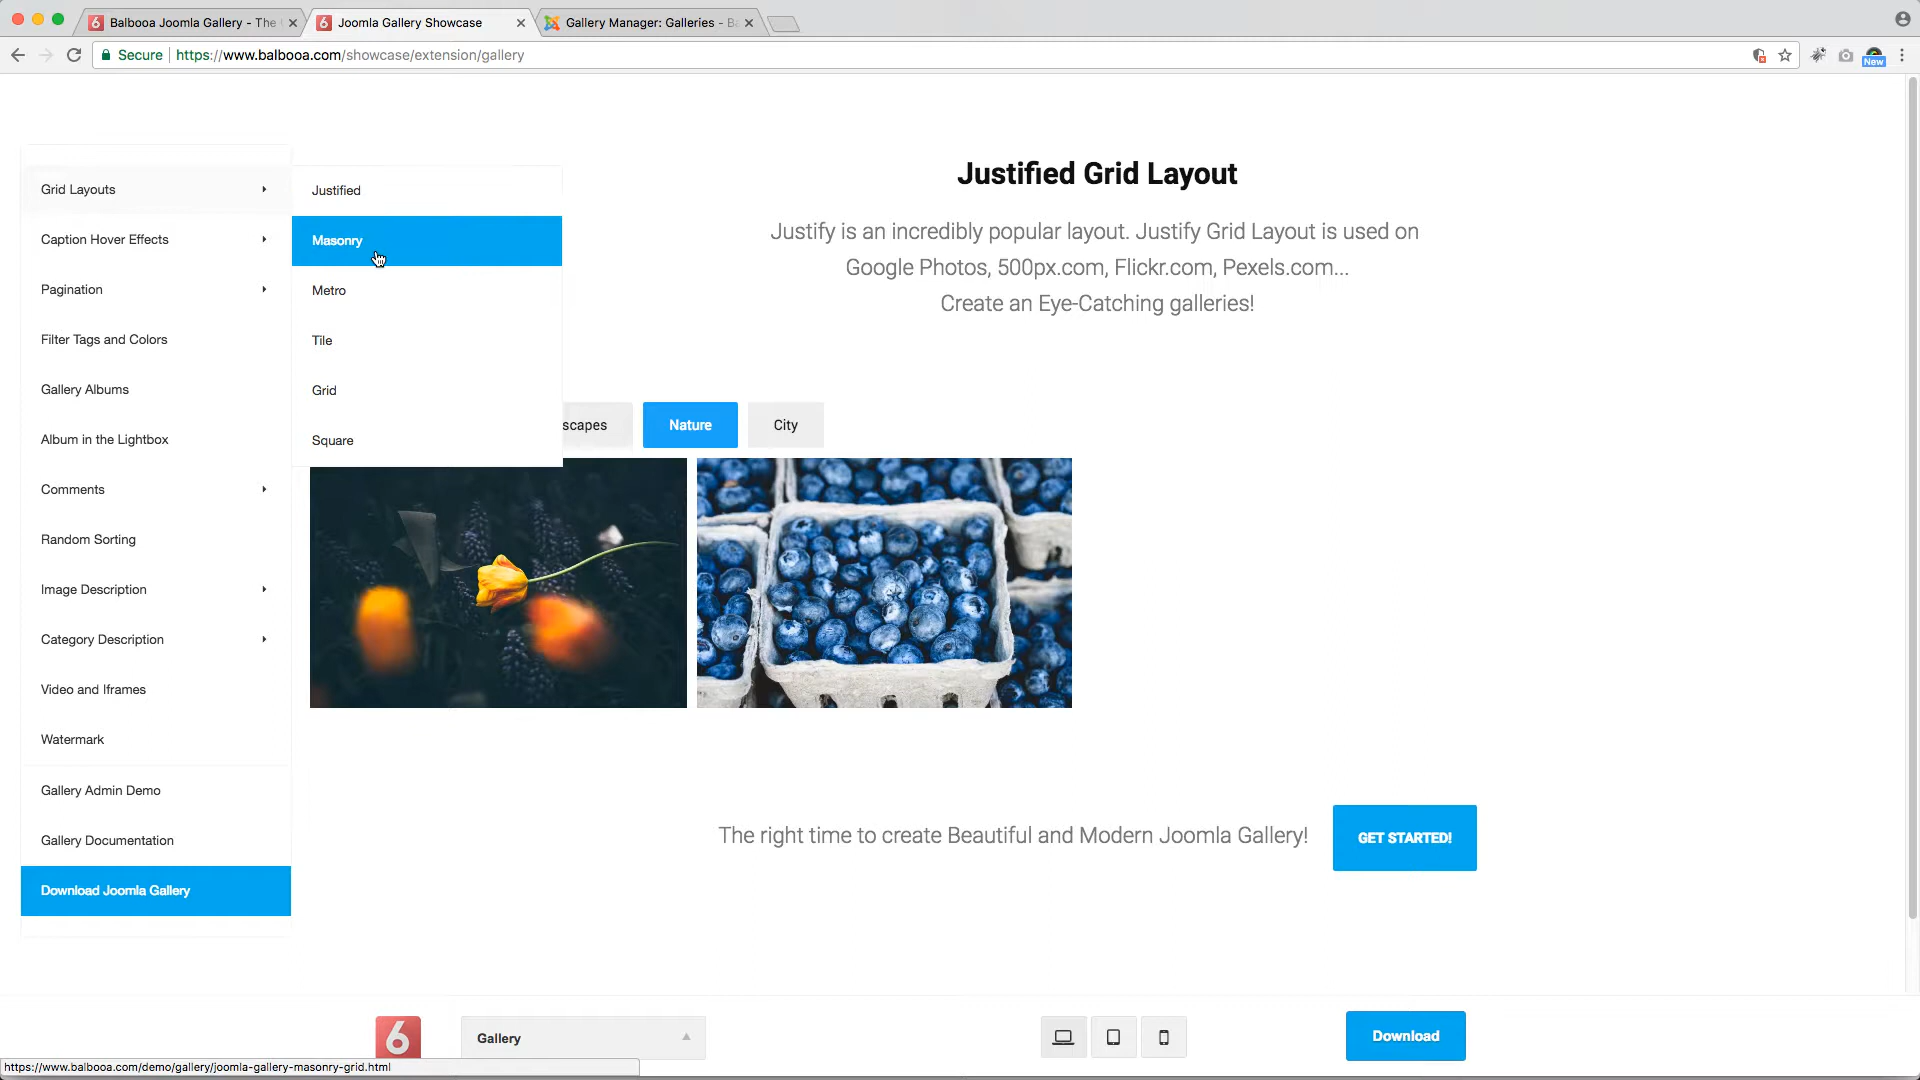 Balbooa Joomla Gallery - The
Joomla Gallery Showcase
Gallery Manager: Galleries - Ba
Secure
https://www.balbooa.com/showcase/extension/gallery
New
Grid Layouts
Caption Hover Effects
Pagination
Filter Tags and Colors
Gallery Albums
Album in the Lightbox
Comments
Random Sorting
Image Description
Category Description
Video and Iframes
Watermark
Gallery Admin Demo
Gallery Documentation
Download Joomla Gallery
Justified
Masonry
Metro
Tile
Grid
Square
Justified Grid Layout
Justify is an incredibly popular layout. Justify Grid Layout is used on
Google Photos, 500px.com, Flickr.com, Pexels.com...
Create an Eye-Catching galleries!
scapes
Nature
City
The right time to create Beautiful and Modern Joomla Gallery!
GET STARTED!
6
Gallery
Download
https://www.balbooa.com/demo/gallery/joomla-gallery-masonry-grid.html